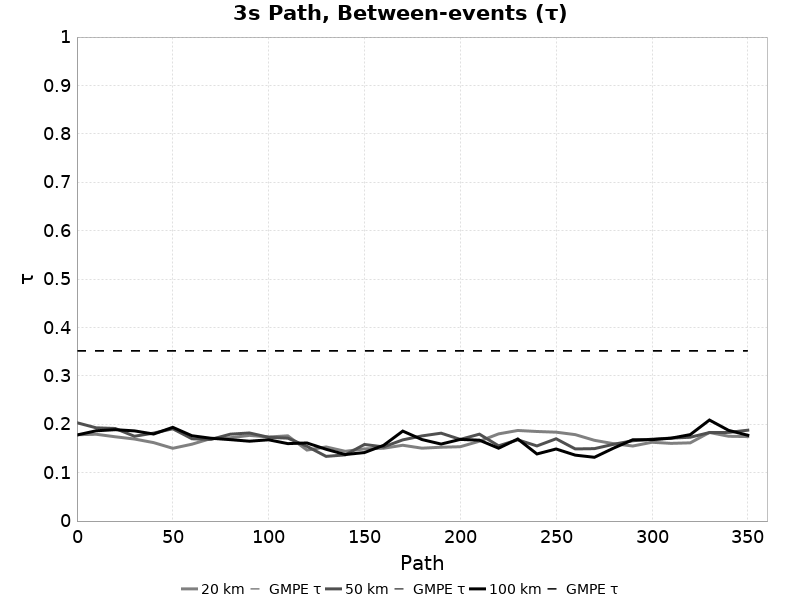 3s Path, Between-events (τ)
1
0.9
0.8
0.7
0.6
0.5
0.4
0.3
0.2
0.1
0
τ
0 50 100 150 200 250 300 350
Path
20 km GMPE τ 50 km GMPE τ 100 km GMPE τ